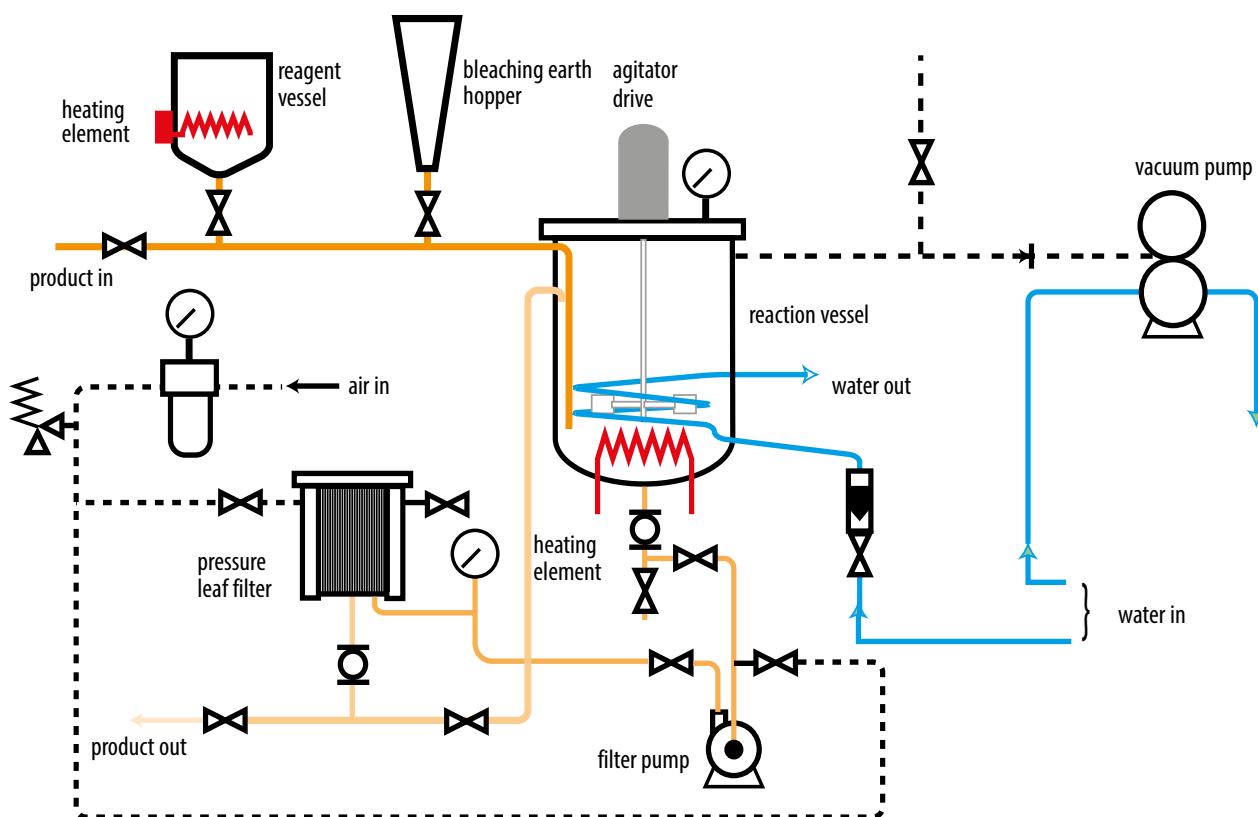 reagent
vessel
heating
element
bleaching earth
hopper
agitator
drive
vacuum pump
product in
reaction vessel
air in
water out
pressure
leaf filter
heating
element
water in
product out
filter pump